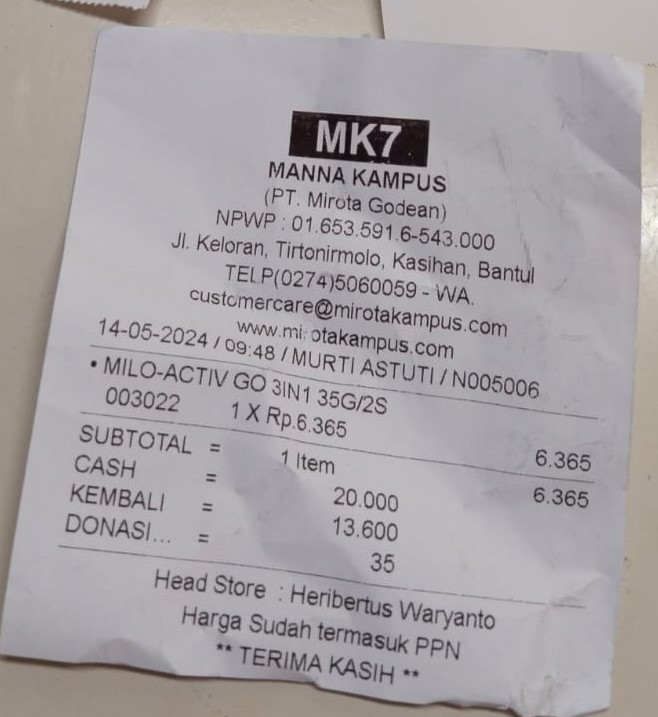 MK7
MANNA KAMPUS
(PT. Mirota Godean)
NPWP : 01.653.591.6-543.000
Jl. Keloran, Tirtonirmolo, Kasihan, Bantul
TELP(0274)5060059 - WA.
customercare@mirotakampus.com
www.mirotakampus.com
14-05-2024 / 09:48 / MURTI ASTUTI / N005006
• MILO-ACTIV GO 3IN1 35G/2S
003022 1 X Rp.6.365 6.365
SUBTOTAL = 1 Item 6.365
CASH = 20.000
KEMBALI = 13.600
DONASI... = 35
Head Store : Heribertus Waryanto
Harga Sudah termasuk PPN
** TERIMA KASIH **